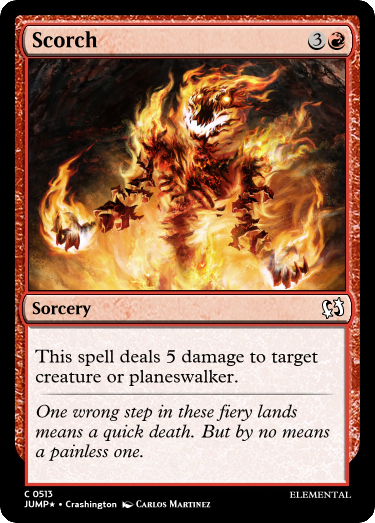 Scorch 3
Sorcery
This spell deals 5 damage to target
creature or planeswalker.
One wrong step in these fiery lands
means a quick death. But by no means
a painless one.
C 0513 ELEMENTAL
JUMP★ • Crashington Carlos Martinez